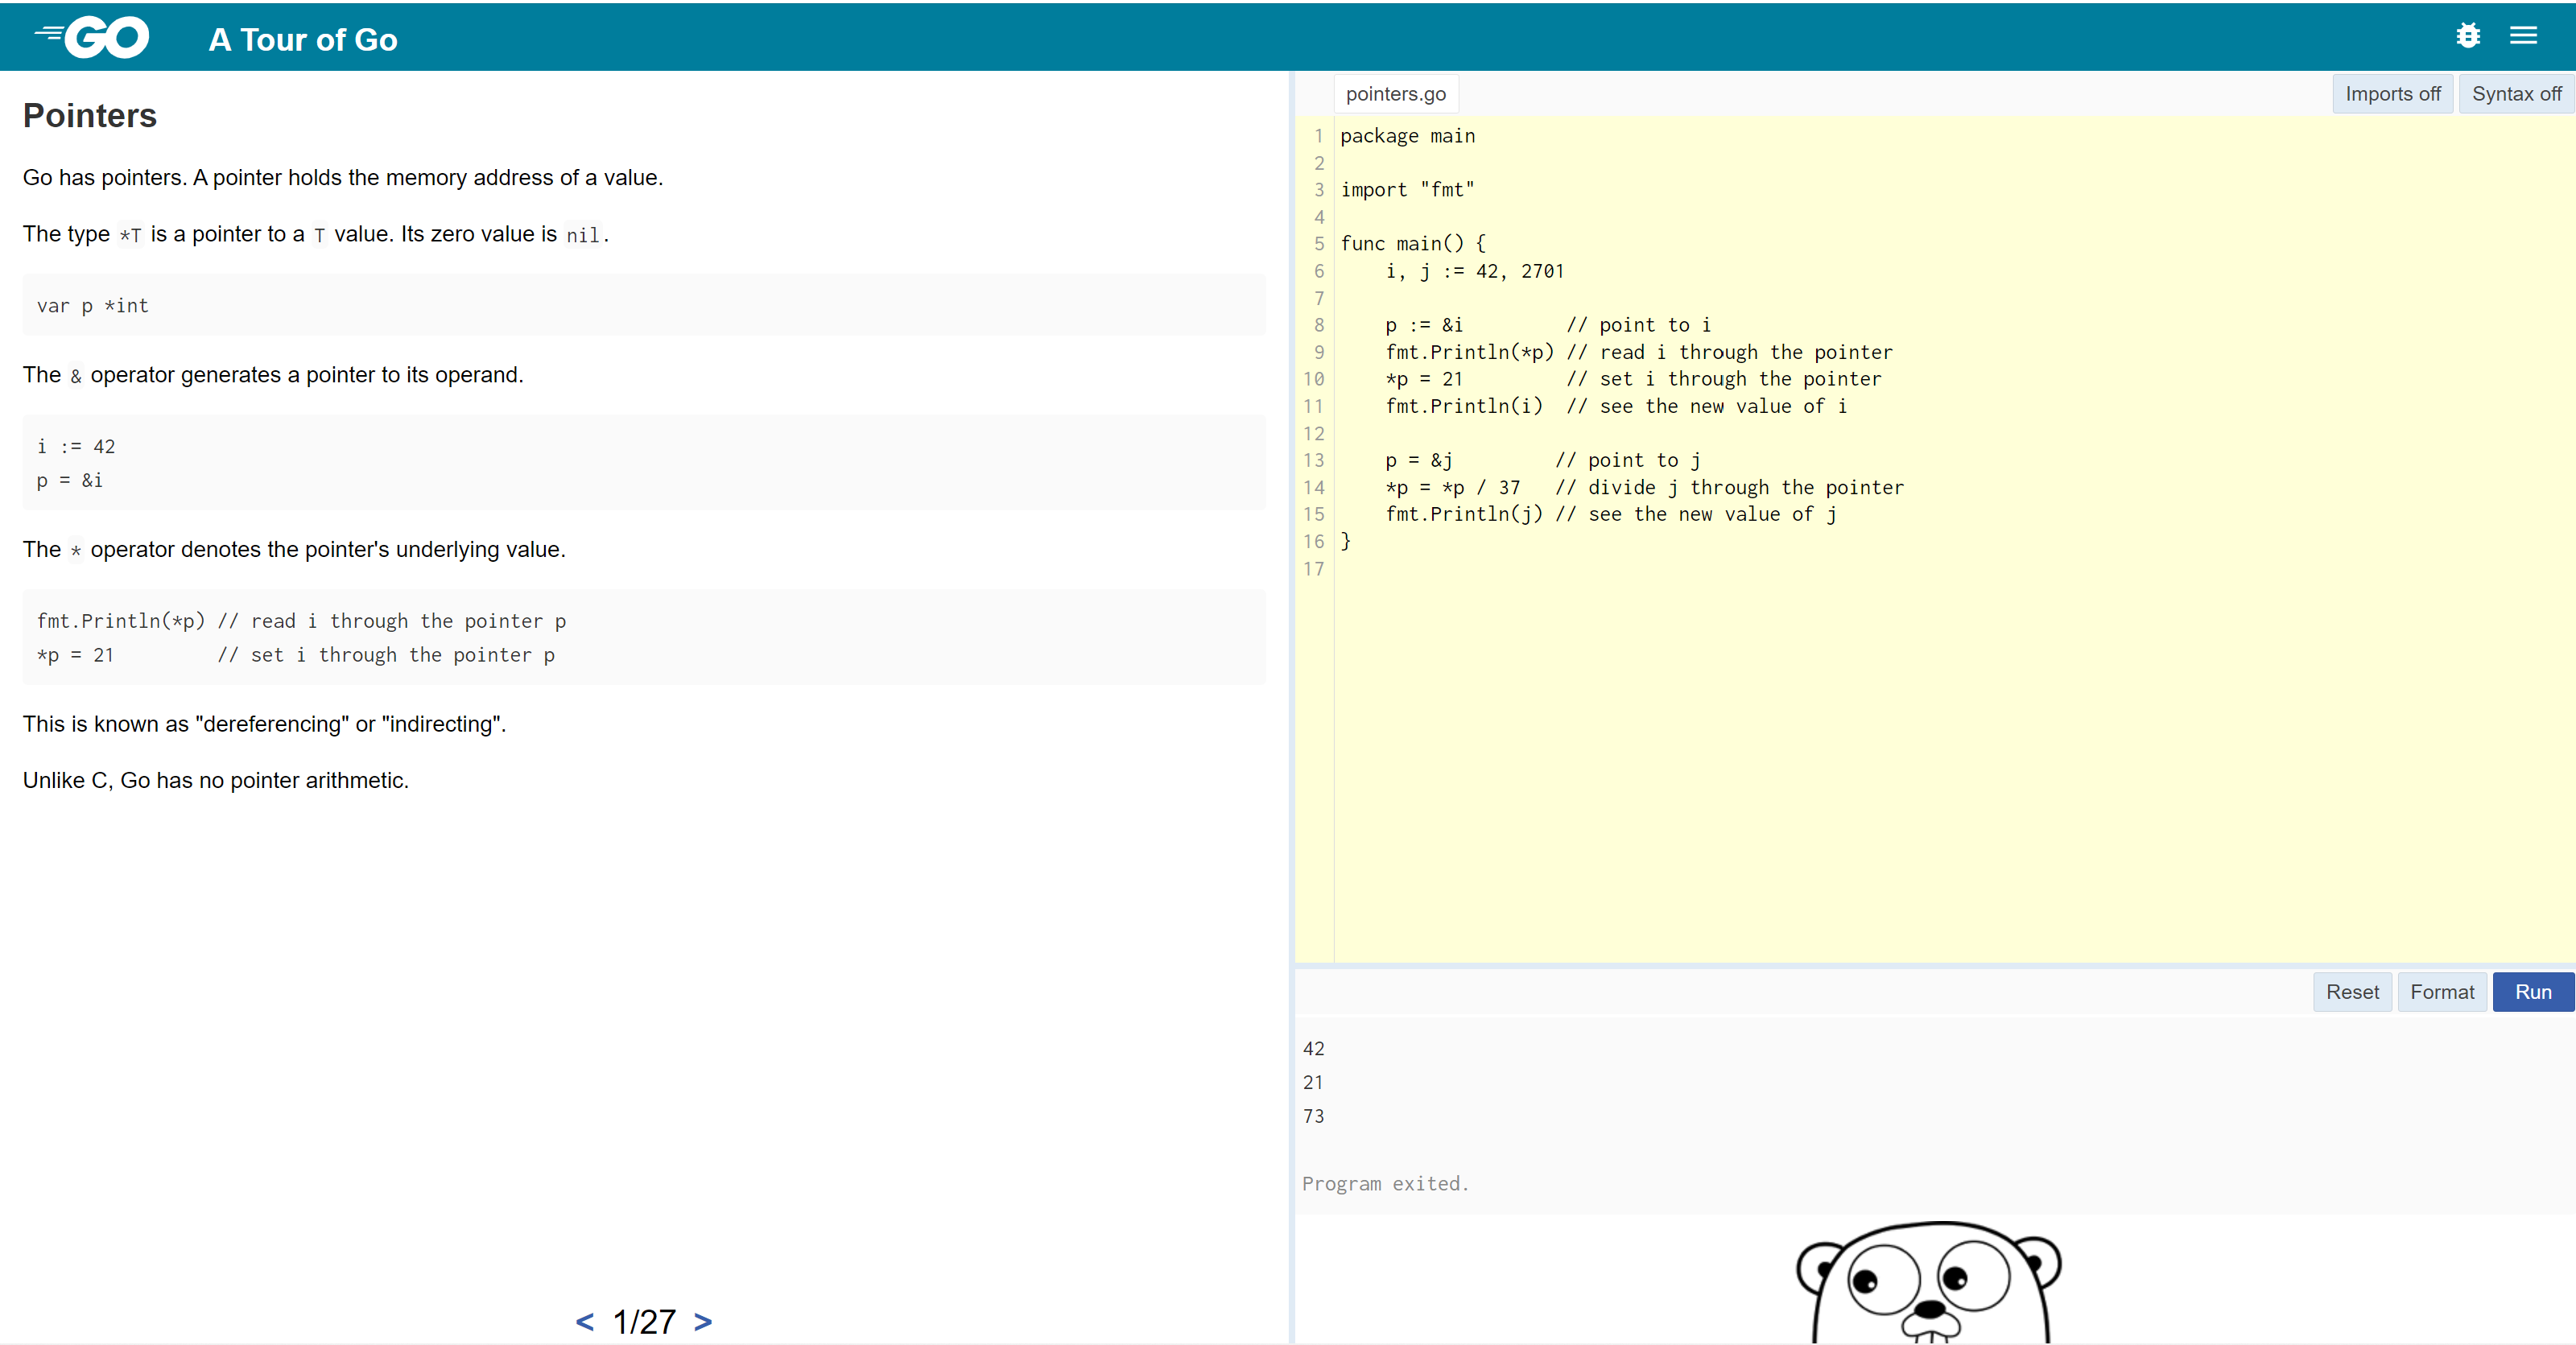 GO A Tour of Go
Pointers
Go has pointers. A pointer holds the memory address of a value.
The type *T is a pointer to a T value. Its zero value is nil.
var p *int
The & operator generates a pointer to its operand.
i := 42
p = &i
The * operator denotes the pointer's underlying value.
fmt.Println(*p) // read i through the pointer p
*p = 21         // set i through the pointer p
This is known as "dereferencing" or "indirecting".
Unlike C, Go has no pointer arithmetic.
< 1/27 >
pointers.go Imports off Syntax off
1 package main
2
3 import "fmt"
4
5 func main() {
6     i, j := 42, 2701
7
8     p := &i         // point to i
9     fmt.Println(*p) // read i through the pointer
10     *p = 21         // set i through the pointer
11     fmt.Println(i)  // see the new value of i
12
13     p = &j         // point to j
14     *p = *p / 37   // divide j through the pointer
15     fmt.Println(j) // see the new value of j
16 }
17
Reset Format Run
42
21
73
Program exited.